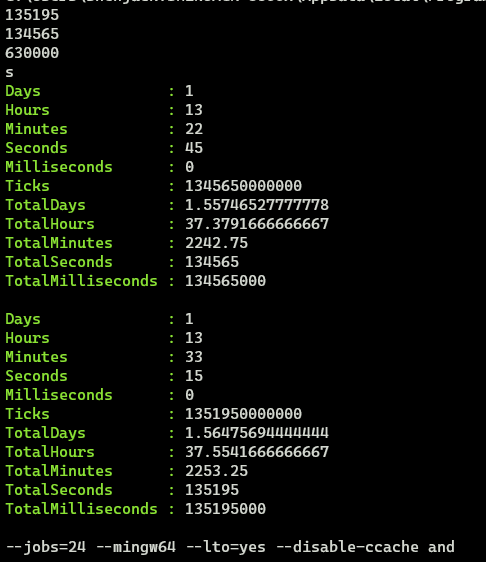 135195
134565
630000
s
Days : 1
Hours : 13
Minutes : 22
Seconds : 45
Milliseconds : 0
Ticks : 1345650000000
TotalDays : 1.55746527777778
TotalHours : 37.3791666666667
TotalMinutes : 2242.75
TotalSeconds : 134565
TotalMilliseconds : 134565000
Days : 1
Hours : 13
Minutes : 33
Seconds : 15
Milliseconds : 0
Ticks : 1351950000000
TotalDays : 1.56475694444444
TotalHours : 37.5541666666667
TotalMinutes : 2253.25
TotalSeconds : 135195
TotalMilliseconds : 135195000
--jobs=24 --mingw64 --lto=yes --disable-ccache and